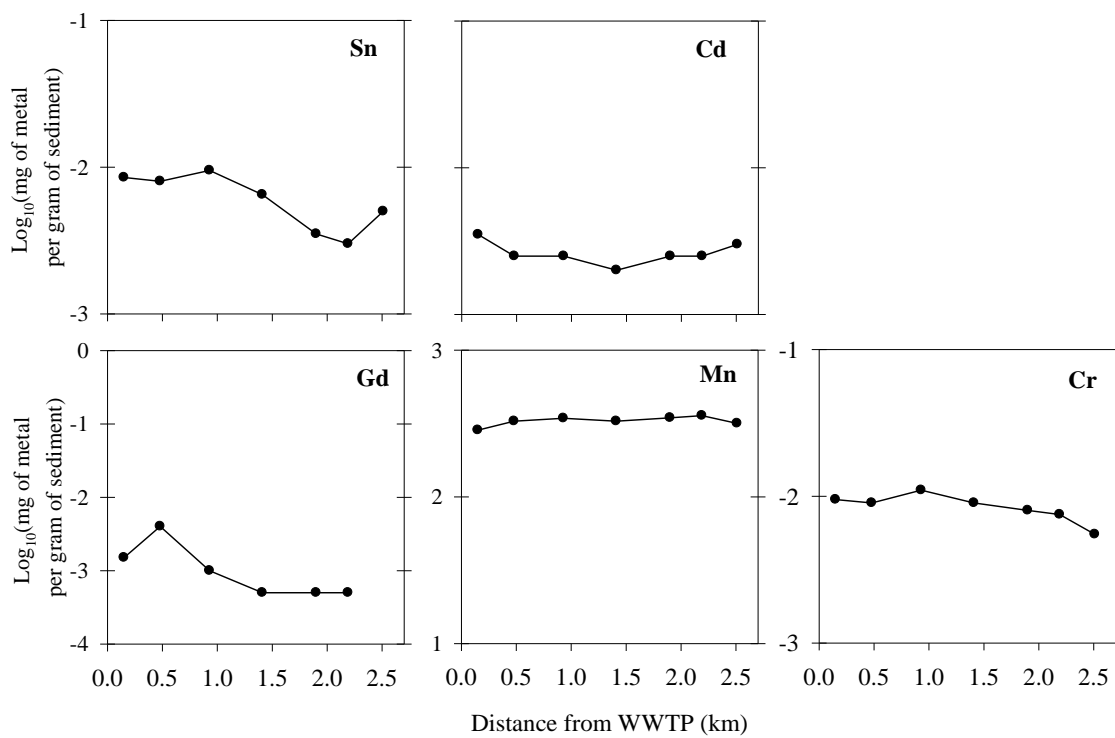 -1
-2
-3
Log₁₀(mg of metal
per gram of sediment)
Sn
Cd
0
-1
-2
-3
-4
Log₁₀(mg of metal
per gram of sediment)
Gd
0.0 0.5 1.0 1.5 2.0 2.5
3
2
1
Mn
0.0 0.5 1.0 1.5 2.0 2.5
-1
-2
-3
Cr
0.0 0.5 1.0 1.5 2.0 2.5
Distance from WWTP (km)